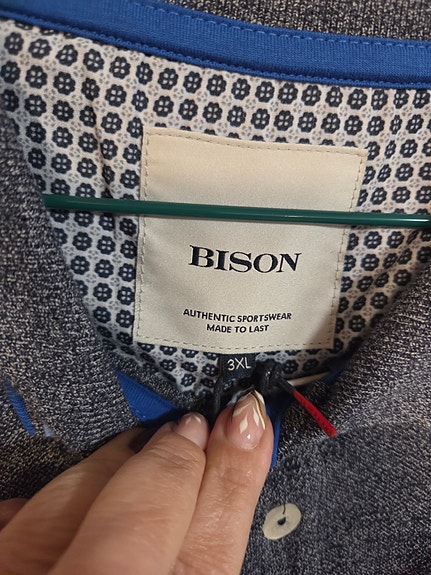 BISON
AUTHENTIC SPORTSWEAR
MADE TO LAST
3XL